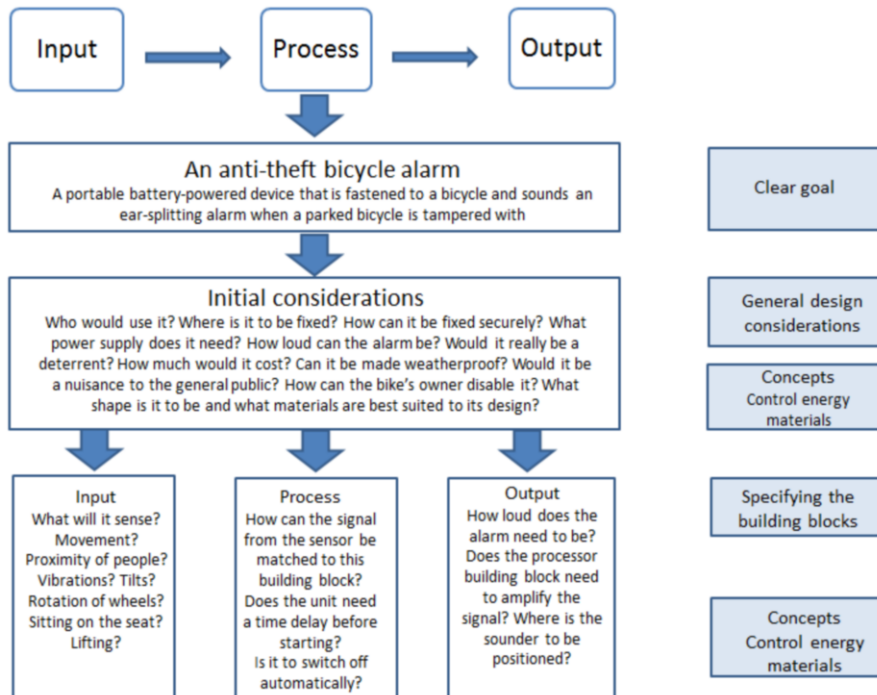 Input
Process
Output
An anti-theft bicycle alarm
A portable battery-powered device that is fastened to a bicycle and sounds an
ear-splitting alarm when a parked bicycle is tampered with
Clear goal
Initial considerations
Who would use it? Where is it to be fixed? How can it be fixed securely? What
power supply does it need? How loud can the alarm be? Would it really be a
deterrent? How much would it cost? Can it be made weatherproof? Would it be
a nuisance to the general public? How can the bike's owner disable it? What
shape is it to be and what materials are best suited to its design?
General design
considerations
Concepts
Control energy
materials
Input
What will it sense?
Movement?
Proximity of people?
Vibrations? Tilts?
Rotation of wheels?
Sitting on the seat?
Lifting?
Process
How can the signal
from the sensor be
matched to this
building block?
Does the unit need
a time delay before
starting?
Is it to switch off
automatically?
Output
How loud does the
alarm need to be?
Does the processor
building block need
to amplify the
signal? Where is the
sounder to be
positioned?
Specifying the
building blocks
Concepts
Control energy
materials